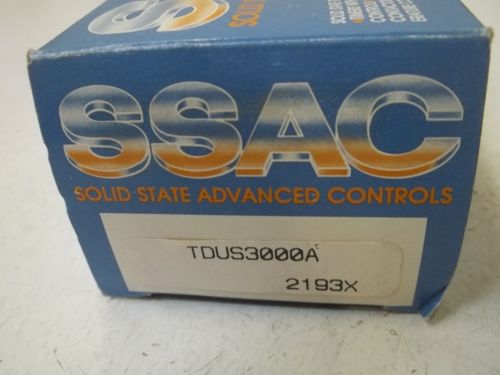 SSAC
SOLID STATE ADVANCED CONTROLS
TDUS3000A
2193X